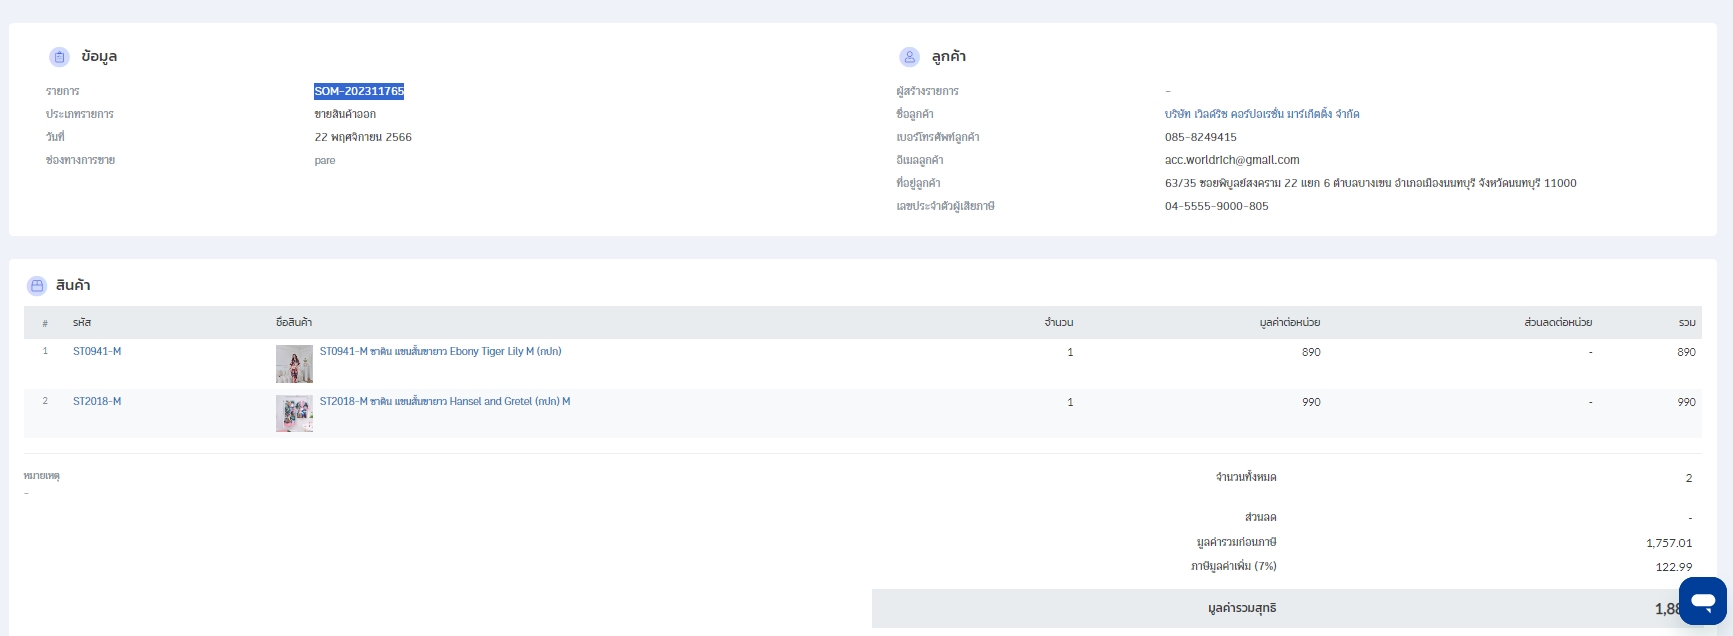 ข้อมูล
รายการ SOM-202311765
ประเภทรายการ ขายสินค้าออก
วันที่ 22 พฤศจิกายน 2566
ช่องทางการขาย pare
ลูกค้า
ผู้สร้างรายการ -
ชื่อลูกค้า บริษัท เวิลด์ริช คอร์ปอเรชั่น มาร์เก็ตติ้ง จำกัด
เบอร์โทรศัพท์ลูกค้า 085-8249415
อีเมลลูกค้า acc.worldrich@gmail.com
ที่อยู่ลูกค้า 63/35 ซอยพิบูลย์สงคราม 22 แยก 6 ตำบลบางเขน อำเภอเมืองนนทบุรี จังหวัดนนทบุรี 11000
เลขประจำตัวผู้เสียภาษี 04-5555-9000-805
สินค้า
# รหัส ชื่อสินค้า จำนวน มูลค่าต่อหน่วย ส่วนลดต่อหน่วย รวม
1 ST0941-M ST0941-M ซาติน แขนสั้นขายาว Ebony Tiger Lily M (กปก) 1 890 - 890
2 ST2018-M ST2018-M ซาติน แขนสั้นขายาว Hansel and Gretel (กปก) M 1 990 - 990
หมายเหตุ
-
จำนวนทั้งหมด 2
ส่วนลด -
มูลค่ารวมก่อนภาษี 1,757.01
ภาษีมูลค่าเพิ่ม (7%) 122.99
มูลค่ารวมสุทธิ